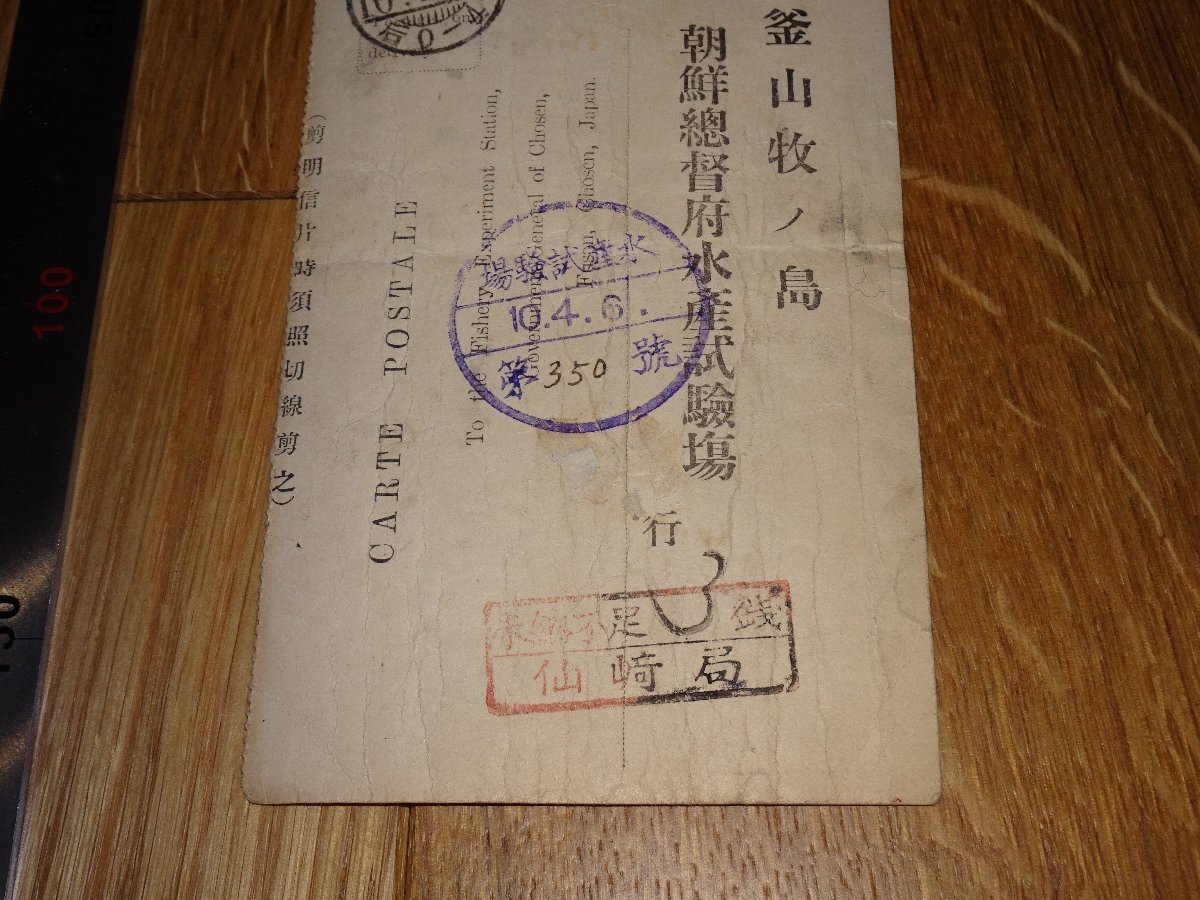 釜山牧ノ島
朝鮮總督府水産試驗場
行
To the Fishery Experiment Station,
Government General of Chosen,
Fusan, Chosen, Japan.
CARTE POSTALE
(剪明信片時須照切線剪之)
水産試驗場
10.4.6.
第350號
3
不足 錢
仙崎局
100